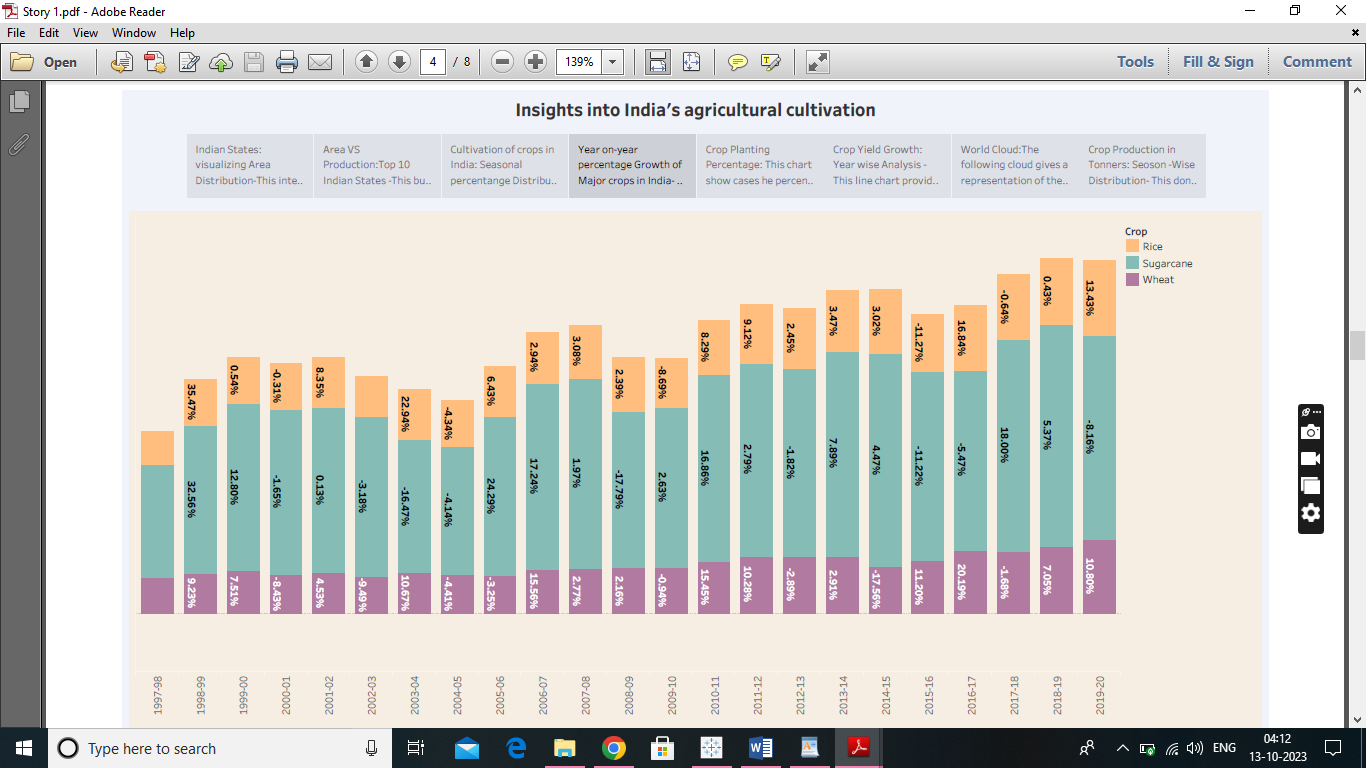 Story 1.pdf - Adobe Reader
File Edit View Window Help
Open 4 / 8 139% Tools Fill & Sign Comment
Insights into India's agricultural cultivation
Indian States:
visualizing Area
Distribution-This inte..
Area VS
Production:Top 10
Indian States -This bu..
Cultivation of crops in
India: Seasonal
percentange Distribu..
Year on-year
percentage Growth of
Major crops in India- ..
Crop Planting
Percentage: This chart
show cases he percen..
Crop Yield Growth:
Year wise Analysis -
This line chart provid..
World Cloud:The
following cloud gives a
representation of the..
Crop Production in
Tonners: Seoson -Wise
Distribution- This don..
Crop
Rice
Sugarcane
Wheat
35.47%
0.54%
-0.31%
8.35%
22.94%
-4.34%
6.43%
2.94%
3.08%
2.39%
-8.69%
8.29%
9.12%
2.45%
3.47%
3.02%
-11.27%
16.84%
-0.64%
0.43%
13.43%
32.56%
12.80%
-1.65%
0.13%
-3.18%
-16.47%
-4.14%
24.29%
17.24%
1.97%
-17.79%
2.63%
16.86%
2.79%
-1.82%
7.89%
4.47%
-11.22%
-5.47%
18.00%
5.37%
-8.16%
9.23%
7.51%
-8.43%
4.53%
-9.49%
10.67%
-4.41%
-3.25%
15.56%
2.77%
2.16%
-0.94%
15.45%
10.28%
-2.89%
2.91%
-17.56%
11.20%
20.19%
-1.68%
7.05%
10.80%
1997-98
1998-99
1999-00
2000-01
2001-02
2002-03
2003-04
2004-05
2005-06
2006-07
2007-08
2008-09
2009-10
2010-11
2011-12
2012-13
2013-14
2014-15
2015-16
2016-17
2017-18
2018-19
2019-20
Type here to search
ENG
04:12
13-10-2023